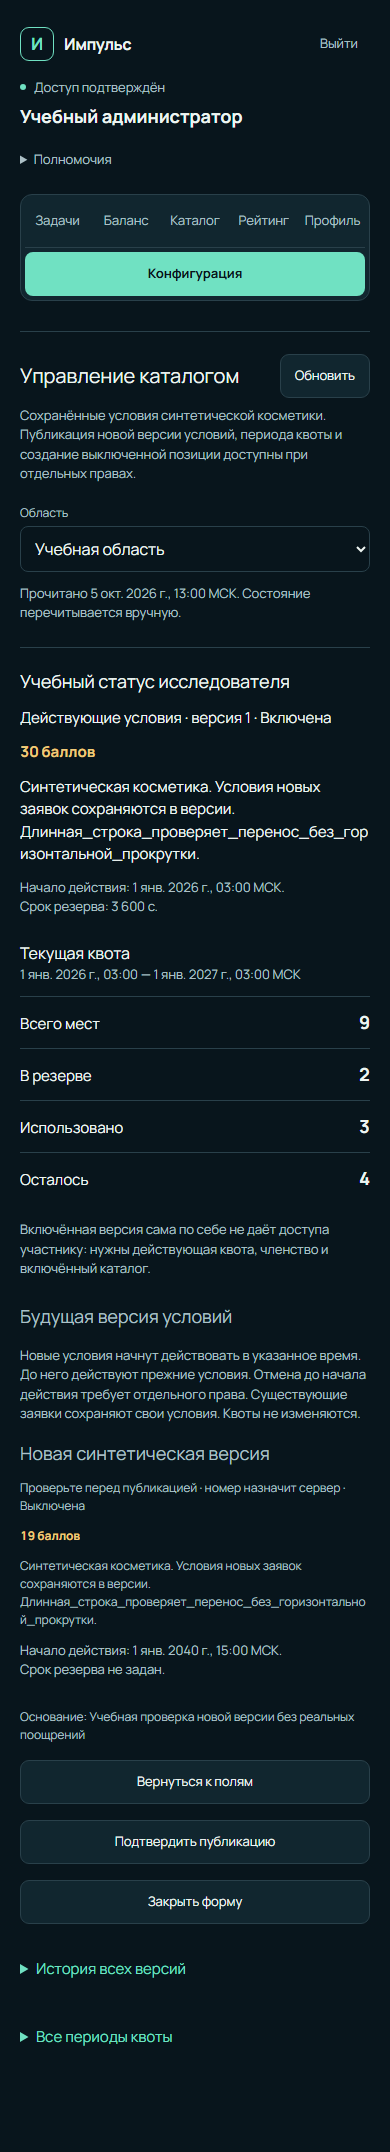 И Импульс Выйти
Доступ подтверждён
Учебный администратор
Полномочия
Задачи Баланс Каталог Рейтинг Профиль
Конфигурация
Управление каталогом Обновить
Сохранённые условия синтетической косметики.
Публикация новой версии условий, периода квоты и
создание выключенной позиции доступны при
отдельных правах.
Область
Учебная область
Прочитано 5 окт. 2026 г., 13:00 МСК. Состояние
перечитывается вручную.
Учебный статус исследователя
Действующие условия · версия 1 · Включена
30 баллов
Синтетическая косметика. Условия новых
заявок сохраняются в версии.
Длинная_строка_проверяет_перенос_без_гор
изонтальной_прокрутки.
Начало действия: 1 янв. 2026 г., 03:00 МСК.
Срок резерва: 3 600 с.
Текущая квота
1 янв. 2026 г., 03:00 — 1 янв. 2027 г., 03:00 МСК
Всего мест 9
В резерве 2
Использовано 3
Осталось 4
Включённая версия сама по себе не даёт доступа
участнику: нужны действующая квота, членство и
включённый каталог.
Будущая версия условий
Новые условия начнут действовать в указанное время.
До него действуют прежние условия. Отмена до начала
действия требует отдельного права. Существующие
заявки сохраняют свои условия. Квоты не изменяются.
Новая синтетическая версия
Проверьте перед публикацией · номер назначит сервер ·
Выключена
19 баллов
Синтетическая косметика. Условия новых заявок
сохраняются в версии.
Длинная_строка_проверяет_перенос_без_горизонтально
й_прокрутки.
Начало действия: 1 янв. 2040 г., 15:00 МСК.
Срок резерва не задан.
Основание: Учебная проверка новой версии без реальных
поощрений
Вернуться к полям
Подтвердить публикацию
Закрыть форму
История всех версий
Все периоды квоты